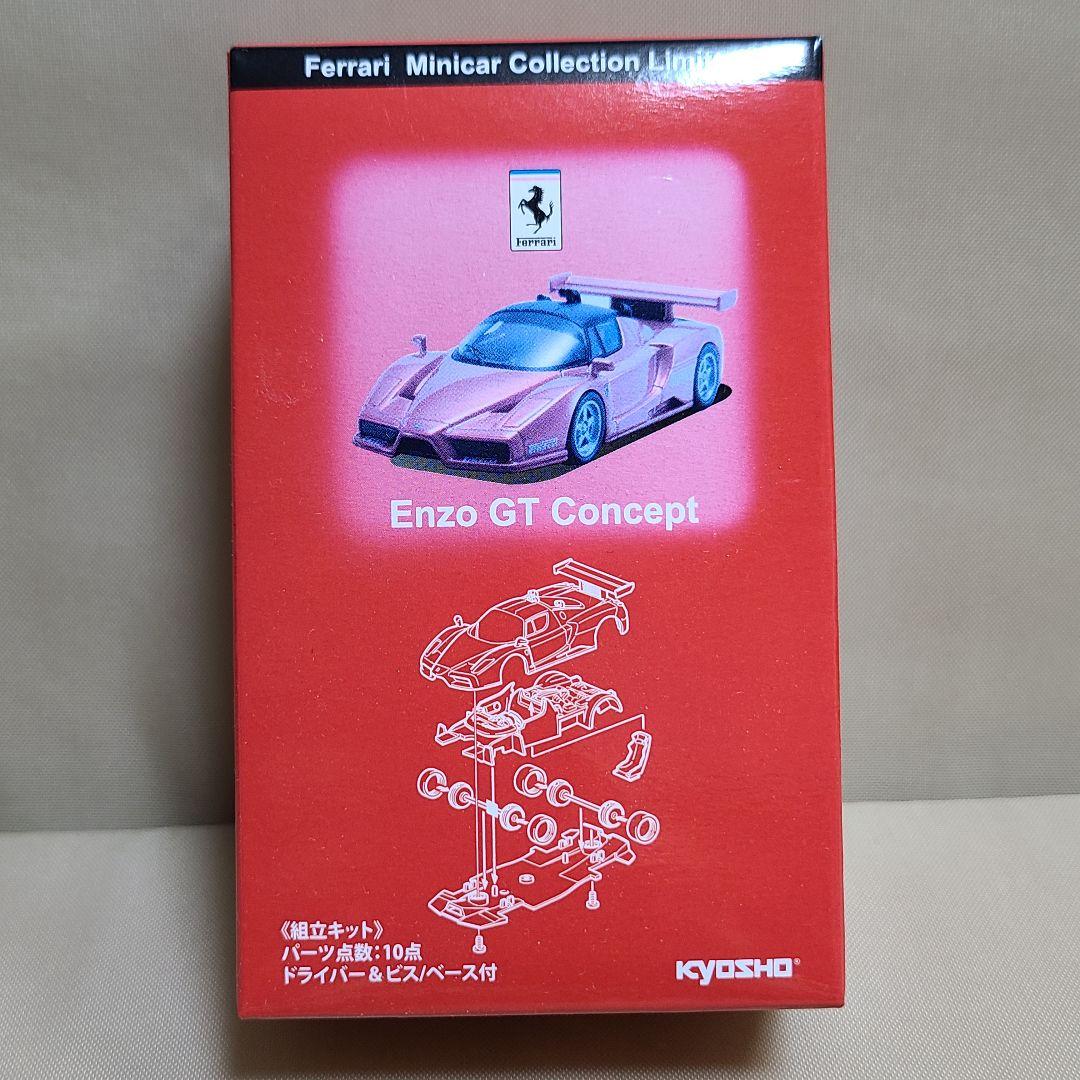 Ferrari Minicar Collection
Ferrari
Enzo GT Concept
《組立キット》
パーツ点数:10点
ドライバー&ビス/ベース付
KYOSHO®